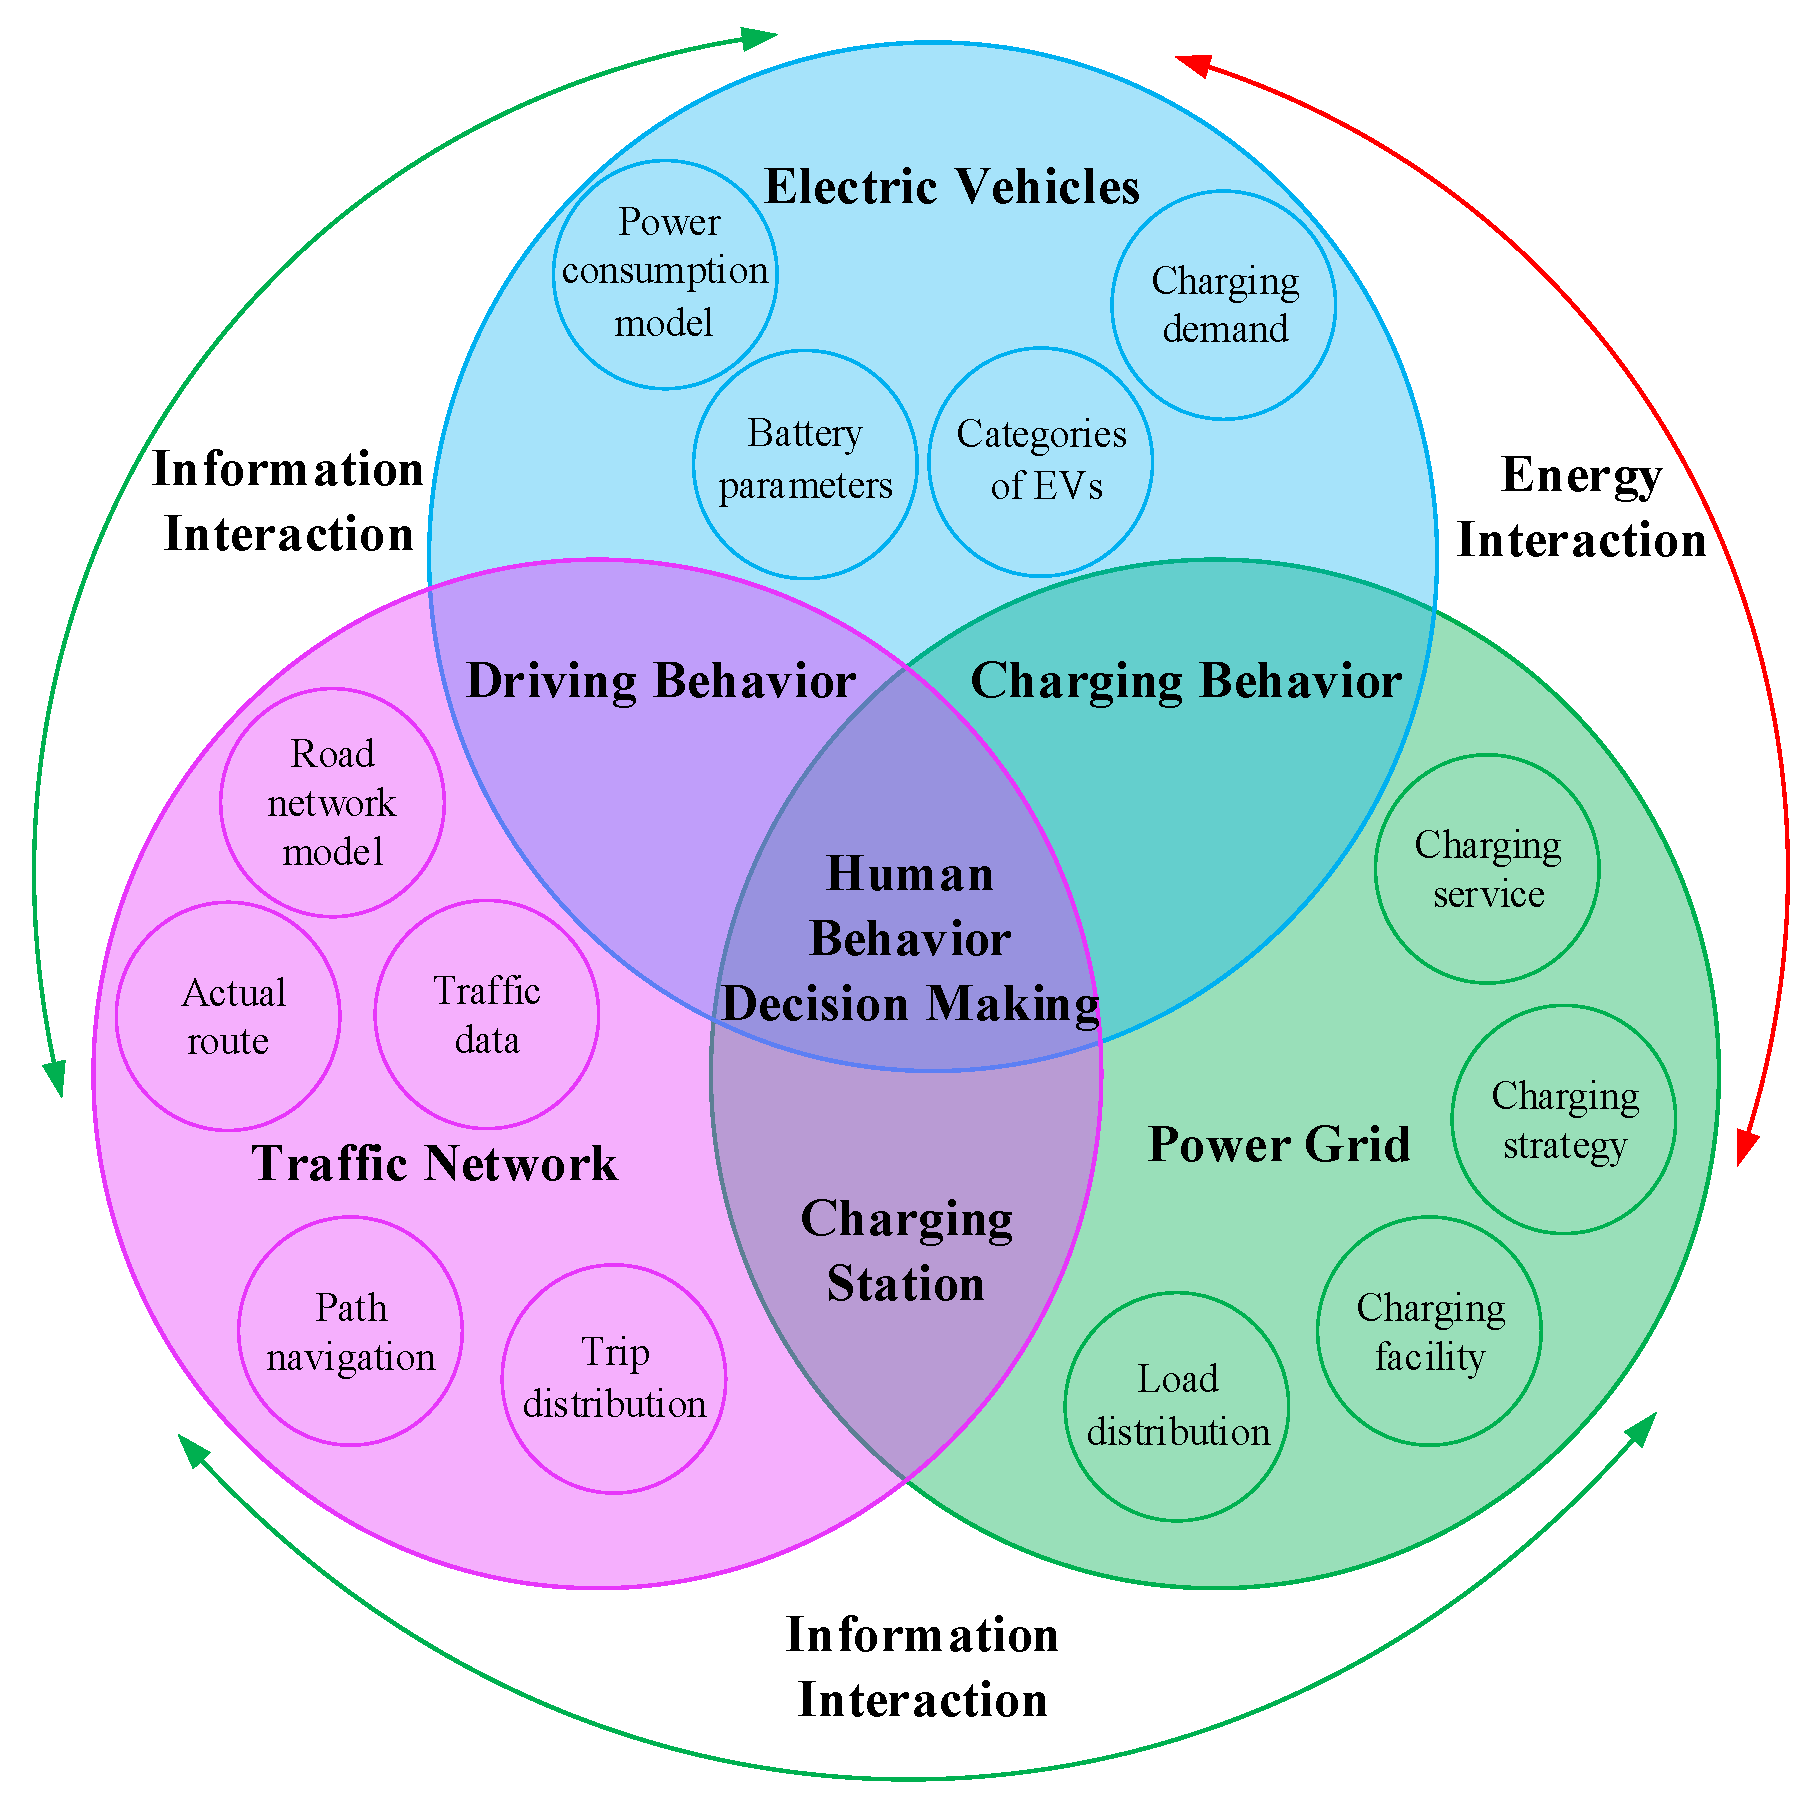 Electric Vehicles
Power
consumption
model
Charging
demand
Battery
parameters
Categories
of EVs
Information
Interaction
Energy
Interaction
Driving Behavior
Charging Behavior
Road
network
model
Actual
route
Traffic
data
Human
Behavior
Decision Making
Charging
service
Charging
strategy
Traffic Network
Power Grid
Charging
Station
Path
navigation
Trip
distribution
Load
distribution
Charging
facility
Information
Interaction